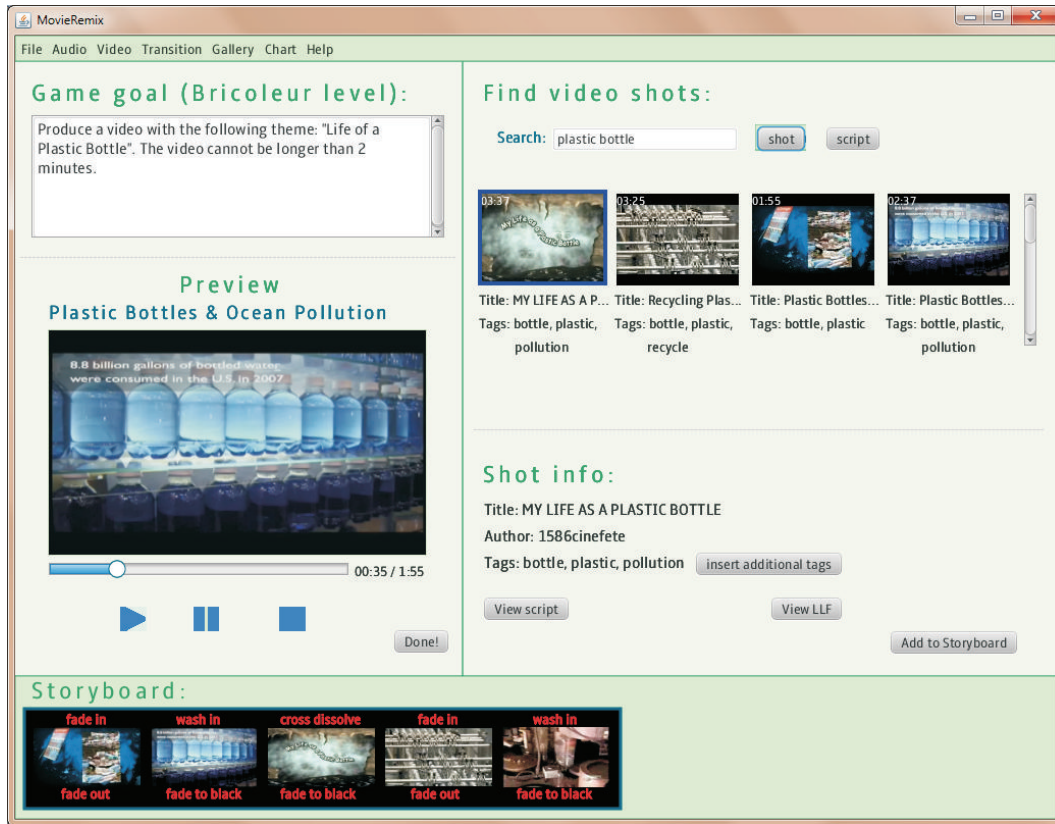 MovieRemix
File Audio Video Transition Gallery Chart Help
Game goal (Bricoleur level):
Produce a video with the following theme: "Life of a
Plastic Bottle". The video cannot be longer than 2
minutes.
Preview
Plastic Bottles & Ocean Pollution
8.8 billion gallons of bottled water
were consumed in the U.S. in 2007
00:35 / 1:55
Done!
Find video shots:
Search: plastic bottle shot script
03:37 03:25 01:55 02:37
My Life as a Plastic Bottle
Title: MY LIFE AS A P... Title: Recycling Plas... Title: Plastic Bottles... Title: Plastic Bottles...
Tags: bottle, plastic, Tags: bottle, plastic, Tags: bottle, plastic Tags: bottle, plastic,
pollution recycle pollution
Shot info:
Title: MY LIFE AS A PLASTIC BOTTLE
Author: 1586cinefete
Tags: bottle, plastic, pollution insert additional tags
View script View LLF
Add to Storyboard
Storyboard:
fade in wash in cross dissolve fade in wash in
fade out fade to black fade to black fade out fade to black